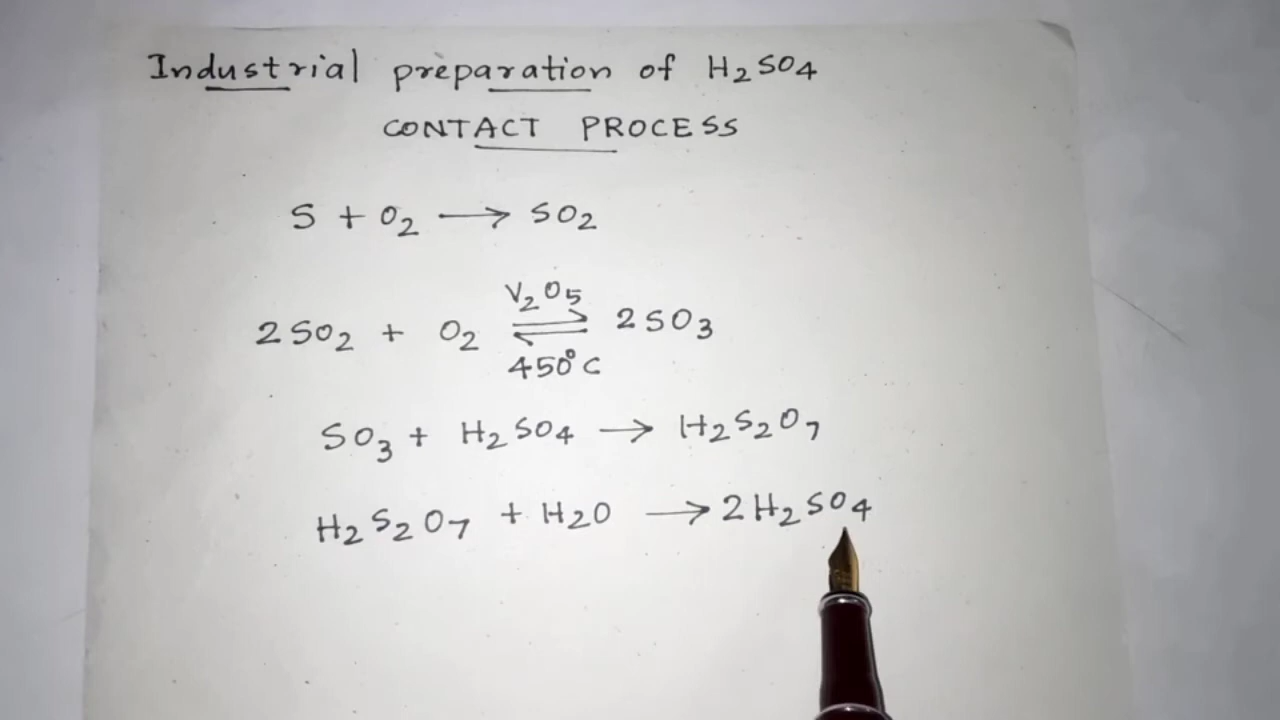 Industrial preparation of H2SO4
CONTACT PROCESS
S + O2 ⟶ SO2
V2O5
2SO2 + O2 ⇌ 2SO3
450°C
SO3 + H2SO4 → H2S2O7
H2S2O7 + H2O ⟶ 2H2SO4